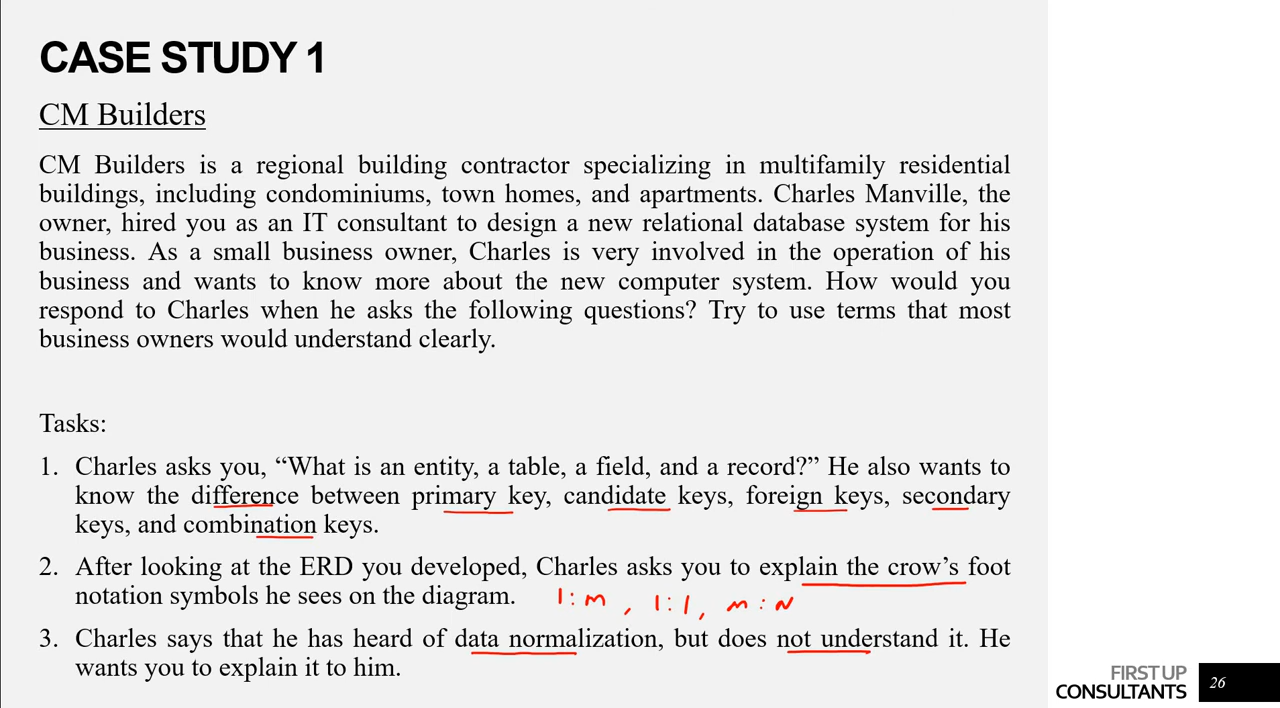 CASE STUDY 1
CM Builders
CM Builders is a regional building contractor specializing in multifamily residential
buildings, including condominiums, town homes, and apartments. Charles Manville, the
owner, hired you as an IT consultant to design a new relational database system for his
business. As a small business owner, Charles is very involved in the operation of his
business and wants to know more about the new computer system. How would you
respond to Charles when he asks the following questions? Try to use terms that most
business owners would understand clearly.
Tasks:
1. Charles asks you, “What is an entity, a table, a field, and a record?” He also wants to
know the difference between primary key, candidate keys, foreign keys, secondary
keys, and combination keys.
2. After looking at the ERD you developed, Charles asks you to explain the crow’s foot
notation symbols he sees on the diagram. 1:M, 1:1, M:N
3. Charles says that he has heard of data normalization, but does not understand it. He
wants you to explain it to him.
FIRST UP
CONSULTANTS
26